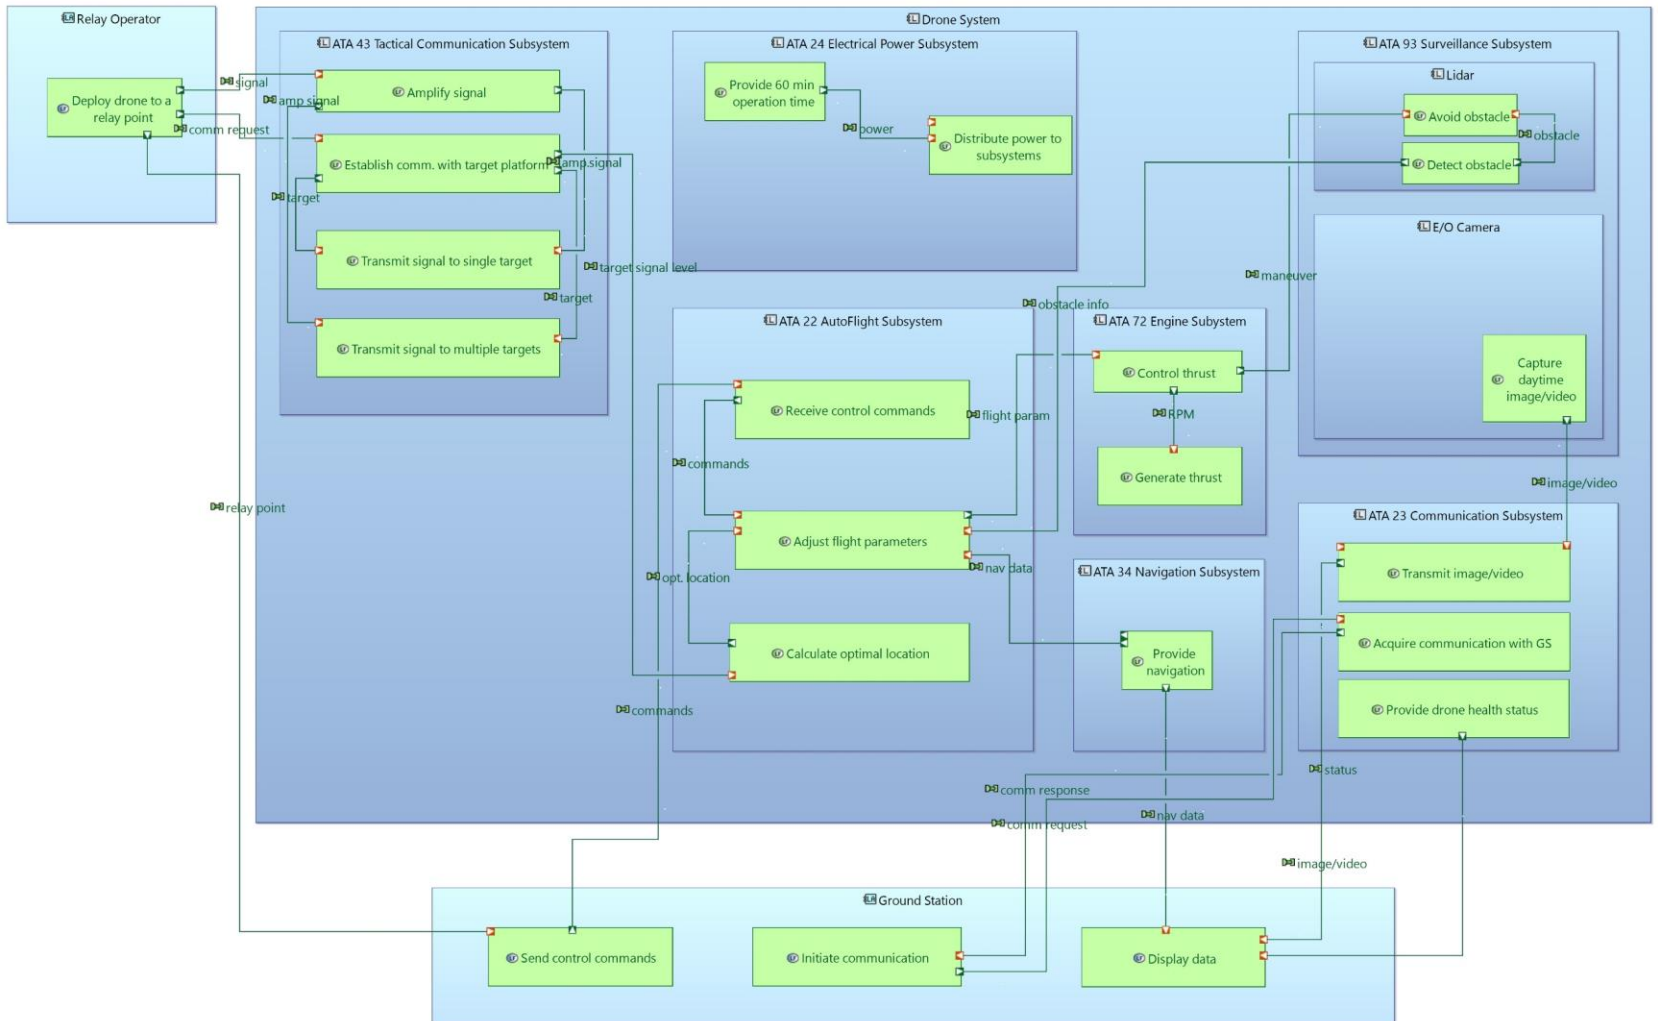 Relay Operator
Deploy drone to a
relay point
signal
comm request
relay point
Drone System
ATA 43 Tactical Communication Subsystem
Amplify signal
amp signal
Establish comm. with target platform
amp.signal
target
Transmit signal to single target
target signal level
target
Transmit signal to multiple targets
ATA 24 Electrical Power Subsystem
Provide 60 min
operation time
power
Distribute power to
subsystems
ATA 93 Surveillance Subsystem
Lidar
Avoid obstacle
obstacle
Detect obstacle
E/O Camera
Capture
daytime
image/video
maneuver
obstacle info
image/video
ATA 22 AutoFlight Subsystem
Receive control commands
flight param
commands
Adjust flight parameters
nav data
opt. location
Calculate optimal location
commands
ATA 72 Engine Subsystem
Control thrust
RPM
Generate thrust
ATA 34 Navigation Subsystem
Provide
navigation
ATA 23 Communication Subsystem
Transmit image/video
Acquire communication with GS
Provide drone health status
status
comm response
comm request
nav data
image/video
Ground Station
Send control commands
Initiate communication
Display data